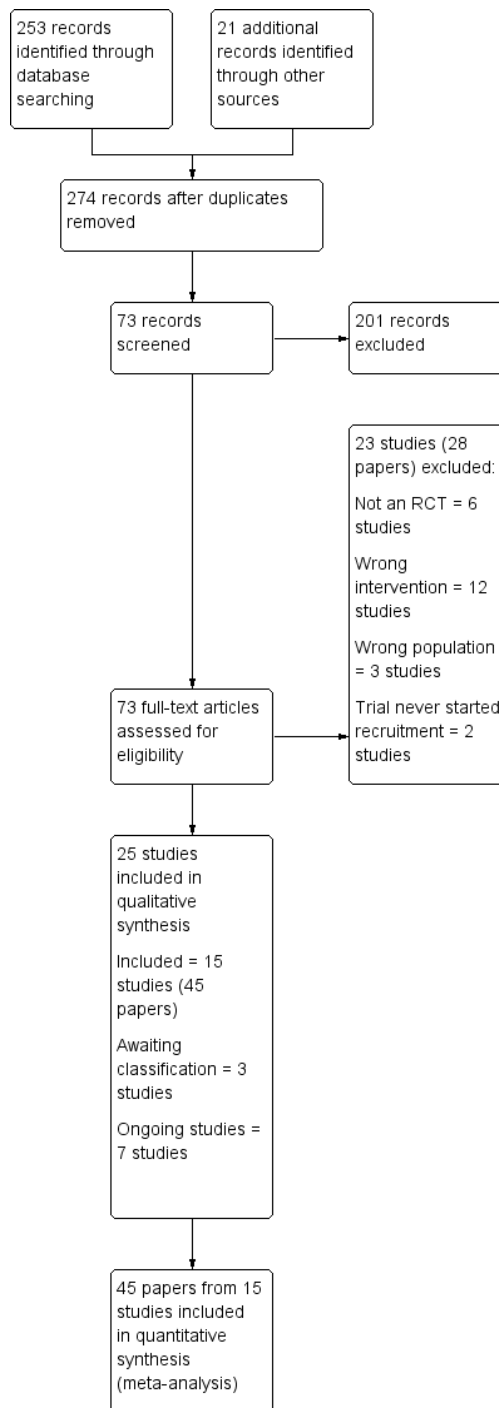 253 records
identified through
database
searching
21 additional
records identified
through other
sources
274 records after duplicates
removed
73 records
screened
201 records
excluded
23 studies (28
papers) excluded:
Not an RCT = 6
studies
Wrong
intervention = 12
studies
Wrong population
= 3 studies
Trial never started
recruitment = 2
studies
73 full-text articles
assessed for
eligibility
25 studies
included in
qualitative
synthesis
Included = 15
studies (45
papers)
Awaiting
classification = 3
studies
Ongoing studies =
7 studies
45 papers from 15
studies included
in quantitative
synthesis
(meta-analysis)